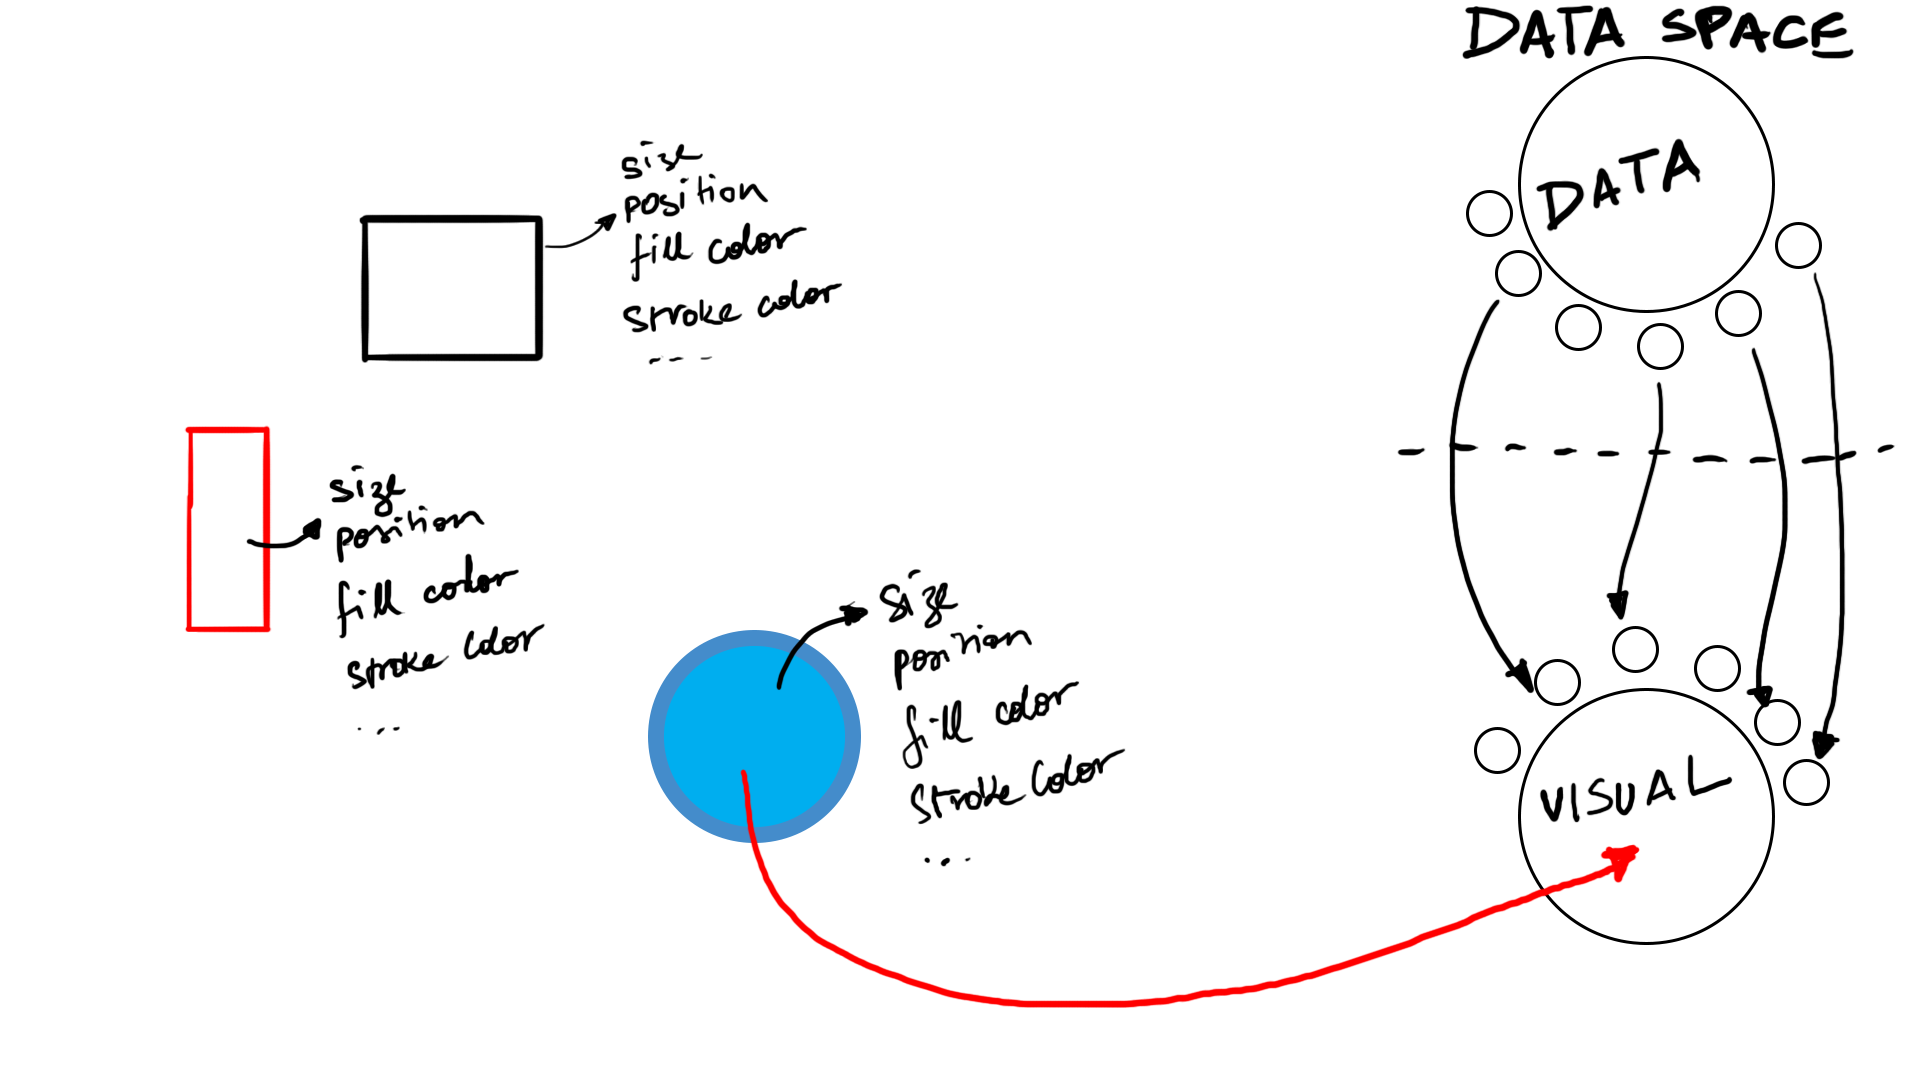 DATA SPACE
DATA
size
position
fill color
stroke color
----
size
position
fill color
stroke color
...
size
position
fill color
stroke color
...
VISUAL